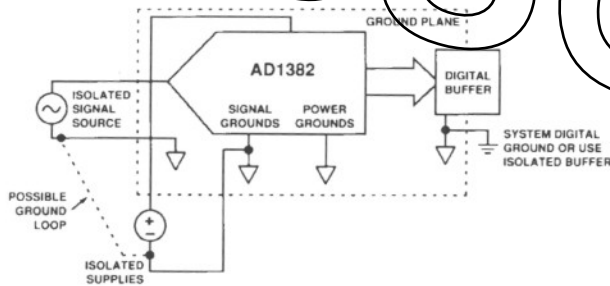 GROUND PLANE
AD1382
DIGITAL
BUFFER
ISOLATED
SIGNAL
SOURCE
SIGNAL
GROUNDS
POWER
GROUNDS
SYSTEM DIGITAL
GROUND OR USE
ISOLATED BUFFER
POSSIBLE
GROUND
LOOP
+
−
ISOLATED
SUPPLIES